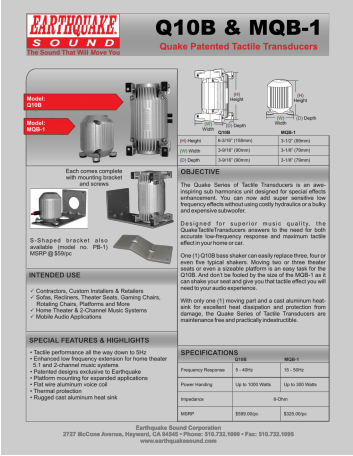 EARTHQUAKE
SOUND
The Sound That Will Move You
Q10B & MQB-1
Quake Patented Tactile Transducers
Model:
Q10B
Model:
MQB-1
Each comes complete
with mounting bracket
and screws
S-Shaped bracket also
available (model no. PB-1)
MSRP @ $59/pc
INTENDED USE
✓ Contractors, Custom Installers & Retailers
✓ Sofas, Recliners, Theater Seats, Gaming Chairs,
Rotating Chairs, Platforms and More
✓ Home Theater & 2-Channel Music Systems
✓ Mobile Audio Applications
SPECIAL FEATURES & HIGHLIGHTS
• Tactile performance all the way down to 5Hz
• Enhanced low frequency extension for home theater
5.1 and 2-channel music systems
• Patented designs exclusive to Earthquake
• Platform mounting for expanded applications
• Flat wire aluminum voice coil
• Thermal protection
• Rugged cast aluminum heat sink
(H)
Height
(W)
Width
(D) Depth
(H)
Height
(W)
Width
(D) Depth
Q10B MQB-1
(H) Height 6-3/16" (158mm) 3-1/2" (89mm)
(W) Width 3-9/16" (90mm) 3-1/8" (79mm)
(D) Depth 3-9/16" (90mm) 3-1/8" (79mm)
OBJECTIVE
The Quake Series of Tactile Transducers is an awe-
inspiring sub harmonics unit designed for special effects
enhancement. You can now add super sensitive low
frequency effects without using costly hydraulics or a bulky
and expensive subwoofer.
Designed for superior music quality, the
QuakeTactileTransducers answers to the need for both
accurate low-frequency response and maximum tactile
effect in your home or car.
One (1) Q10B bass shaker can easily replace three, four or
even five typical shakers. Moving two or three theater
seats or even a sizeable platform is an easy task for the
Q10B. And don't be fooled by the size of the MQB-1 as it
can shake your seat and give you that tactile effect you will
need to your audio experience.
With only one (1) moving part and a cast aluminum heat-
sink for excellent heat dissipation and protection from
damage, the Quake Series of Tactile Transducers are
maintenance free and practically indestructible.
SPECIFICATIONS
Q10B MQB-1
Frequency Response 5 - 40Hz 15 - 50Hz
Power Handling Up to 1000 Watts Up to 300 Watts
Impedance 6-Ohm
MSRP $599.00/pc $325.00/pc
Earthquake Sound Corporation
2727 McCone Avenue, Hayward, CA 94545 • Phone: 510.732.1000 • Fax: 510.732.1095
www.earthquakesound.com